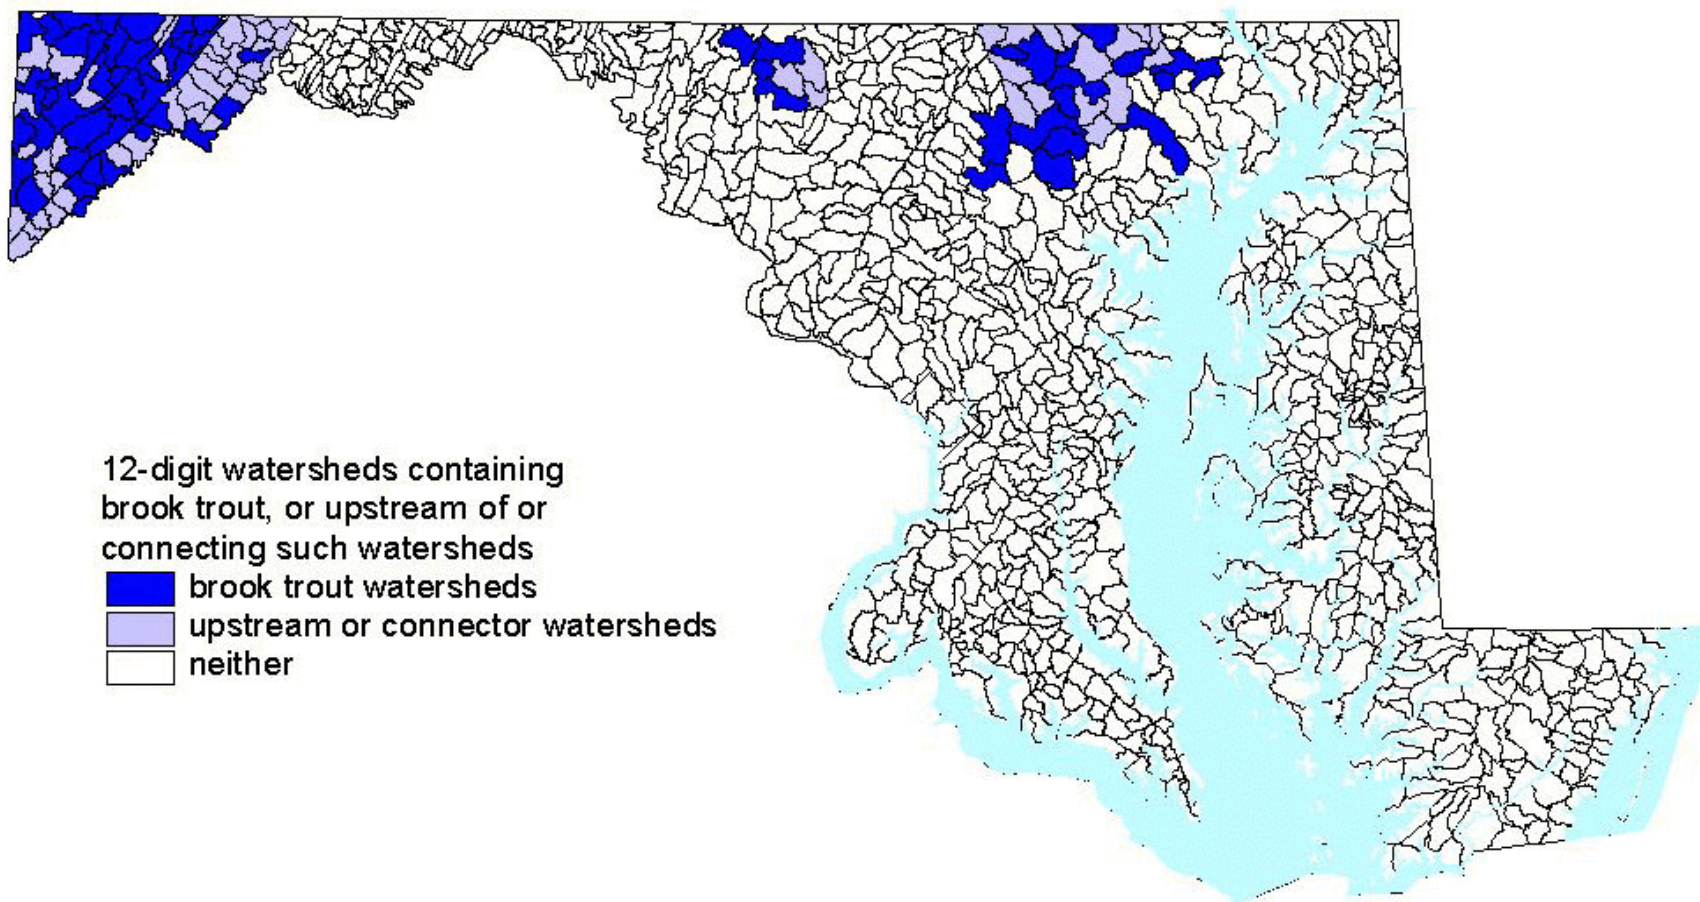 12-digit watersheds containing
brook trout, or upstream of or
connecting such watersheds
brook trout watersheds
upstream or connector watersheds
neither